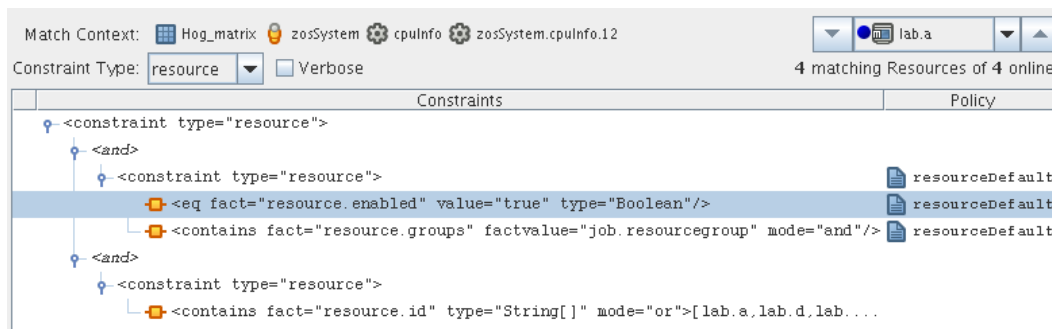 Match Context: Hog_matrix zosSystem cpuInfo zosSystem.cpuInfo.12 lab.a
Constraint Type: resource Verbose 4 matching Resources of 4 online
Constraints Policy
<constraint type="resource">
<and>
<constraint type="resource"> resourceDefault
<eq fact="resource.enabled" value="true" type="Boolean"/> resourceDefault
<contains fact="resource.groups" factvalue="job.resourcegroup" mode="and"/> resourceDefault
<and>
<constraint type="resource">
<contains fact="resource.id" type="String[]" mode="or">[lab.a,lab.d,lab....